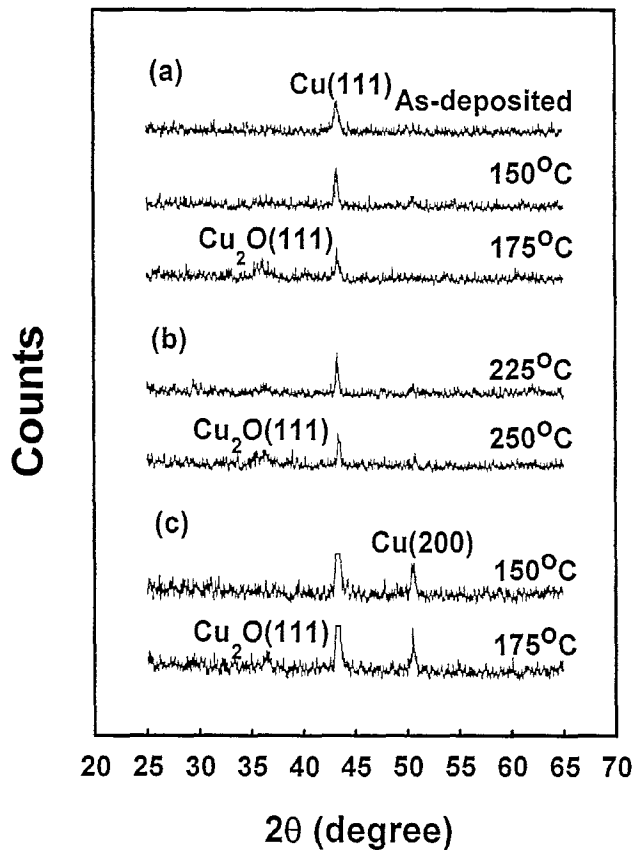 (a)
Cu(111)
As-deposited
150°C
Cu₂O(111)
175°C
(b)
225°C
Cu₂O(111)
250°C
(c)
Cu(200)
150°C
Cu₂O(111)
175°C
Counts
20 25 30 35 40 45 50 55 60 65 70
2θ (degree)